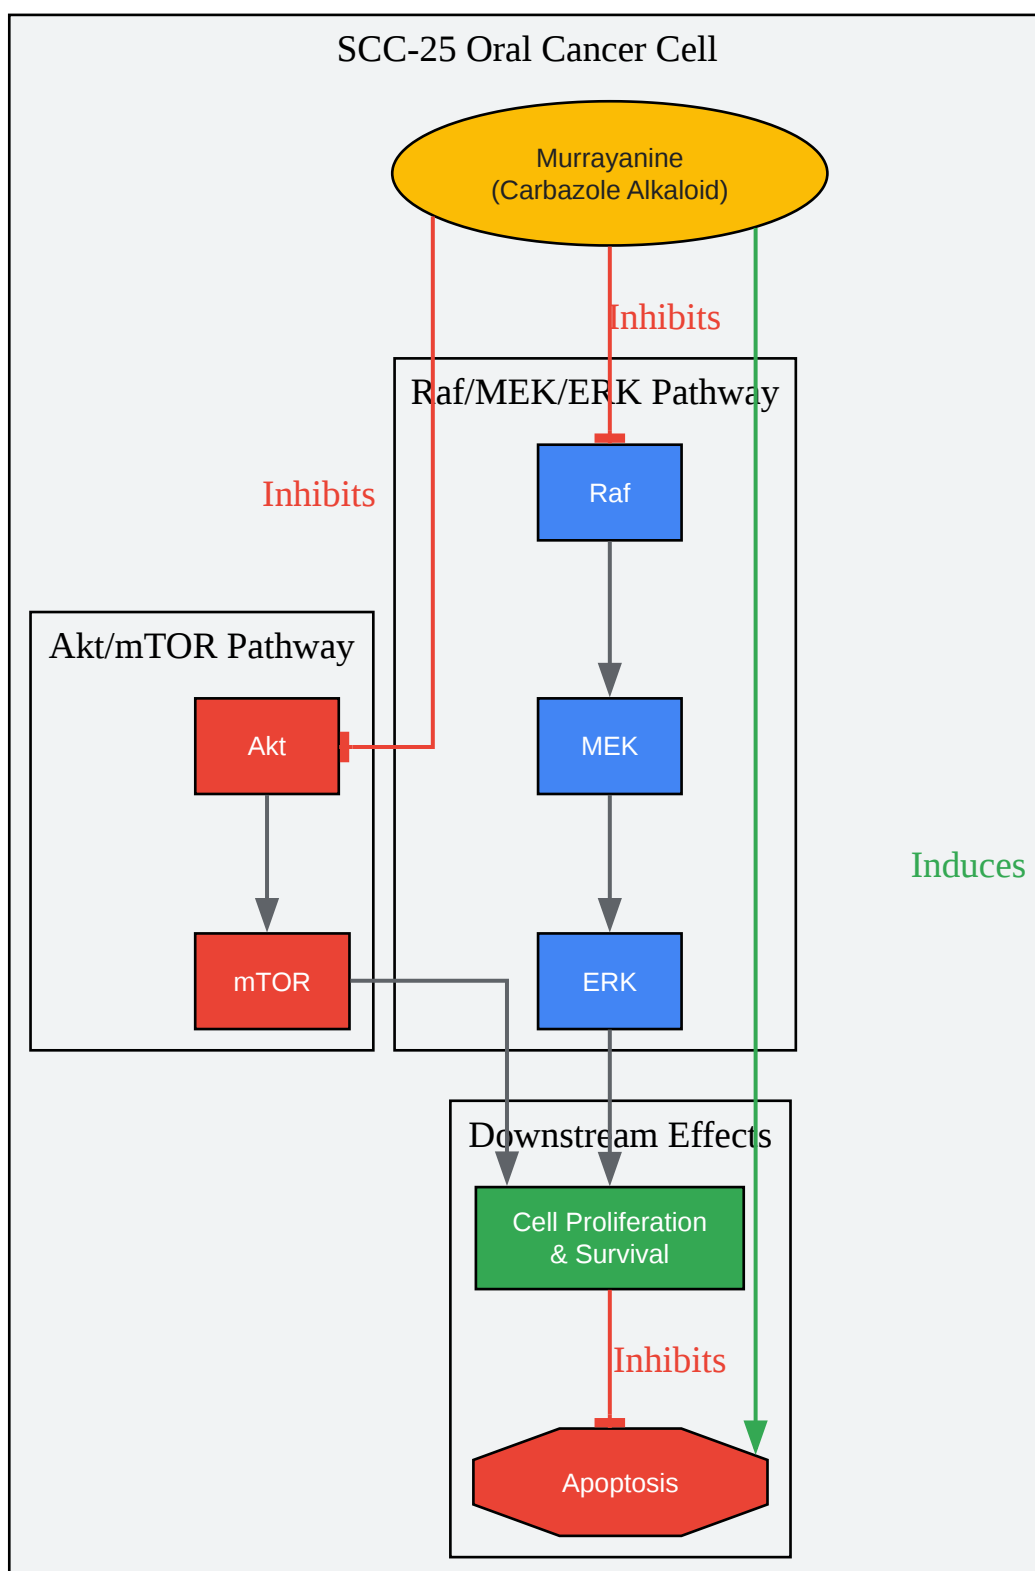 SCC-25 Oral Cancer Cell
Murrayanine
(Carbazole Alkaloid)
Inhibits
Raf/MEK/ERK Pathway
Raf
Inhibits
Akt/mTOR Pathway
Akt
MEK
Induces
mTOR
ERK
Downstream Effects
Cell Proliferation
& Survival
Inhibits
Apoptosis